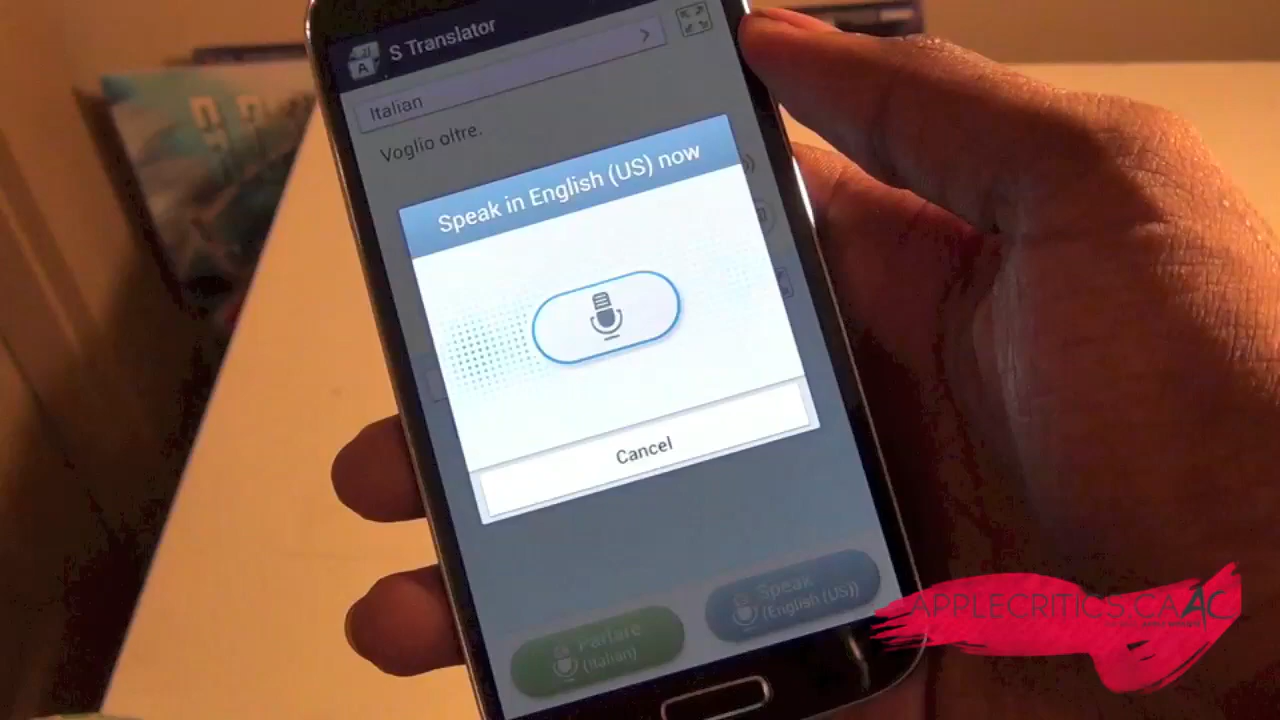 S Translator
Italian
Voglio oltre.
Speak in English (US) now
Cancel
Speak
(English (US))
Parlare
(Italian)
APPLECRITICS.CA AC